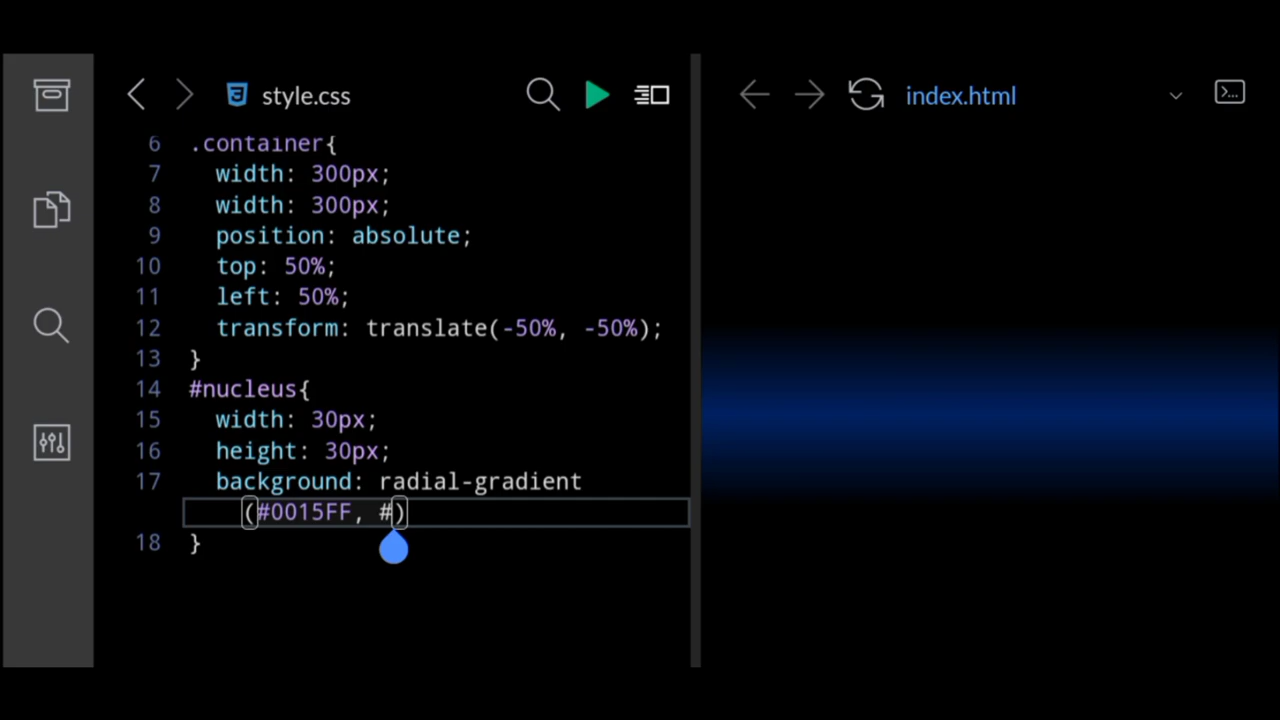 style.css
index.html
6 .container{
7 width: 300px;
8 width: 300px;
9 position: absolute;
10 top: 50%;
11 left: 50%;
12 transform: translate(-50%, -50%);
13 }
14 #nucleus{
15 width: 30px;
16 height: 30px;
17 background: radial-gradient
(#0015FF, #)
18 }